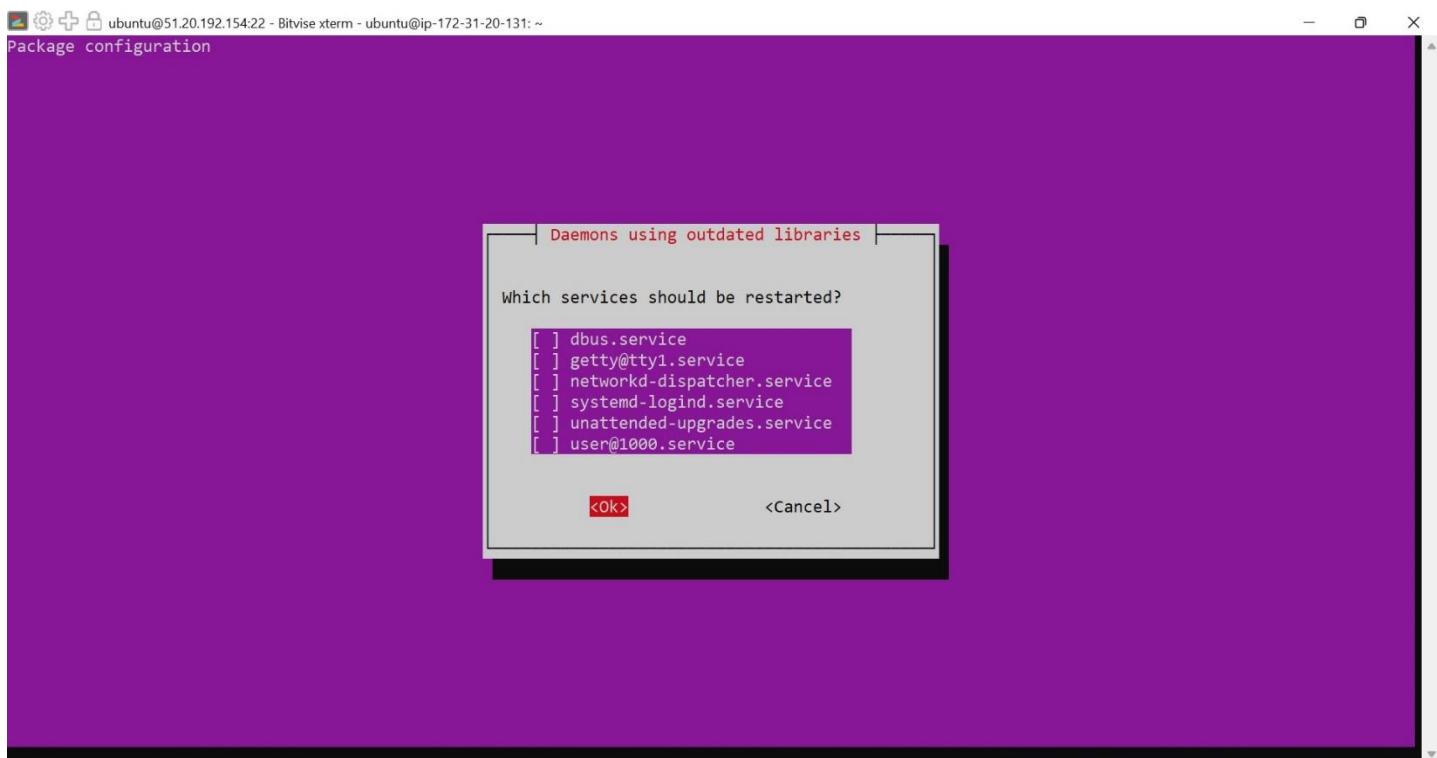 ubuntu@51.20.192.154:22 - Bitvise xterm - ubuntu@ip-172-31-20-131: ~
Package configuration
Daemons using outdated libraries
Which services should be restarted?
[ ] dbus.service
[ ] getty@tty1.service
[ ] networkd-dispatcher.service
[ ] systemd-logind.service
[ ] unattended-upgrades.service
[ ] user@1000.service
<Ok> <Cancel>